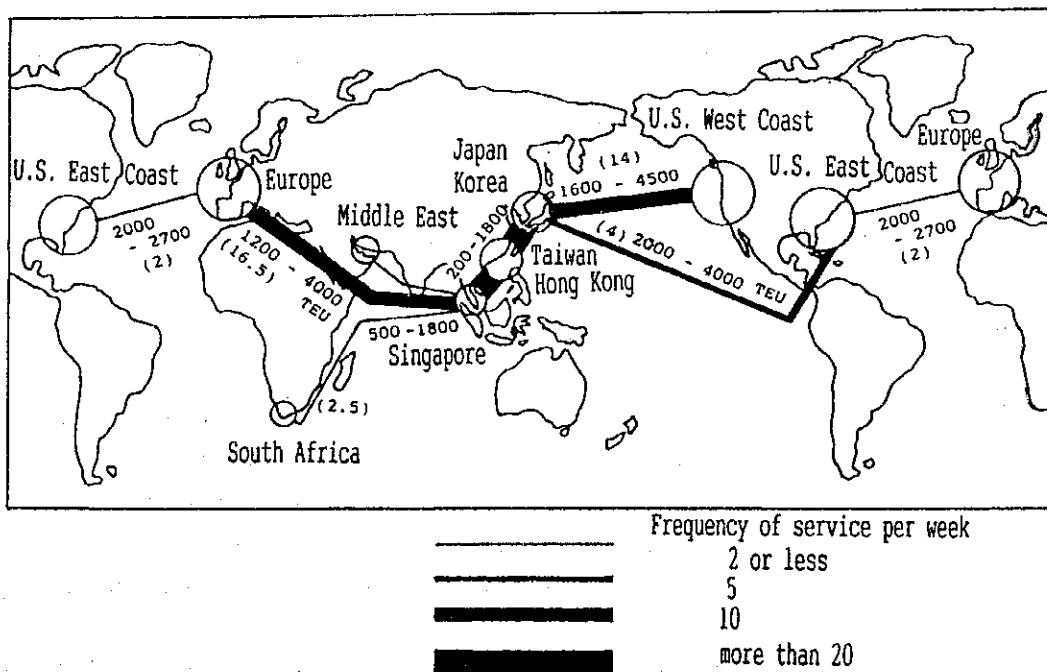 U.S. West Coast
Europe
U.S. East Coast
Europe
Japan
Korea
(14)
1600 - 4500
U.S. East
Coast
Middle East
200-1800
2000
- 2700
(2)
1200 - 4000
TEU
(16.5)
Taiwan
Hong Kong
(4) 2000 - 4000 TEU
2000
- 2700
(2)
500 -1800
Singapore
(2.5)
South Africa
Frequency of service per week
2 or less
5
10
more than 20